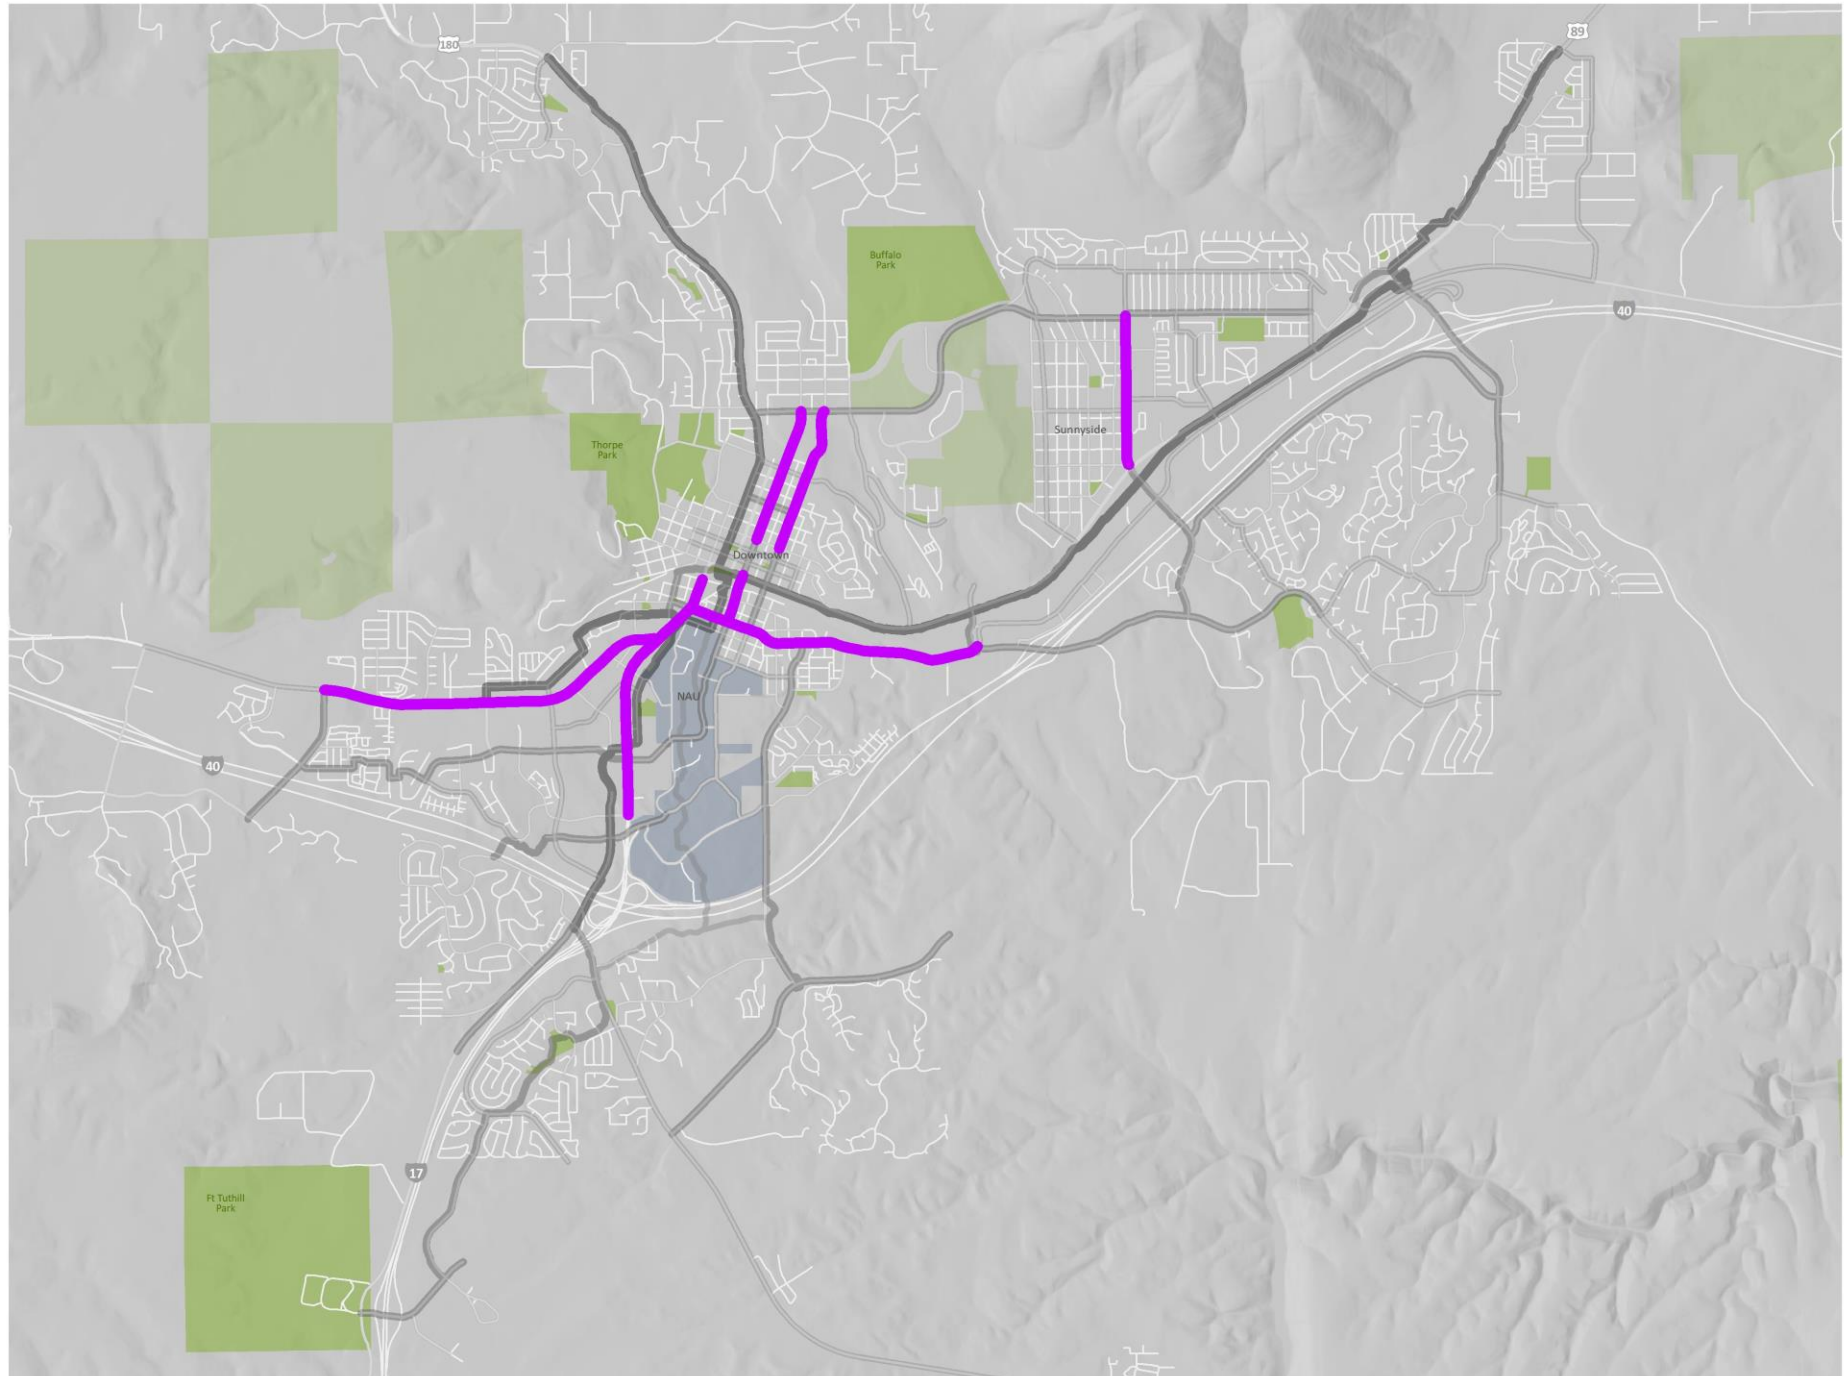 180
89
Buffalo
Park
40
Sunnyside
Thorpe
Park
Downtown
NAU
40
17
Ft Tuthill
Park